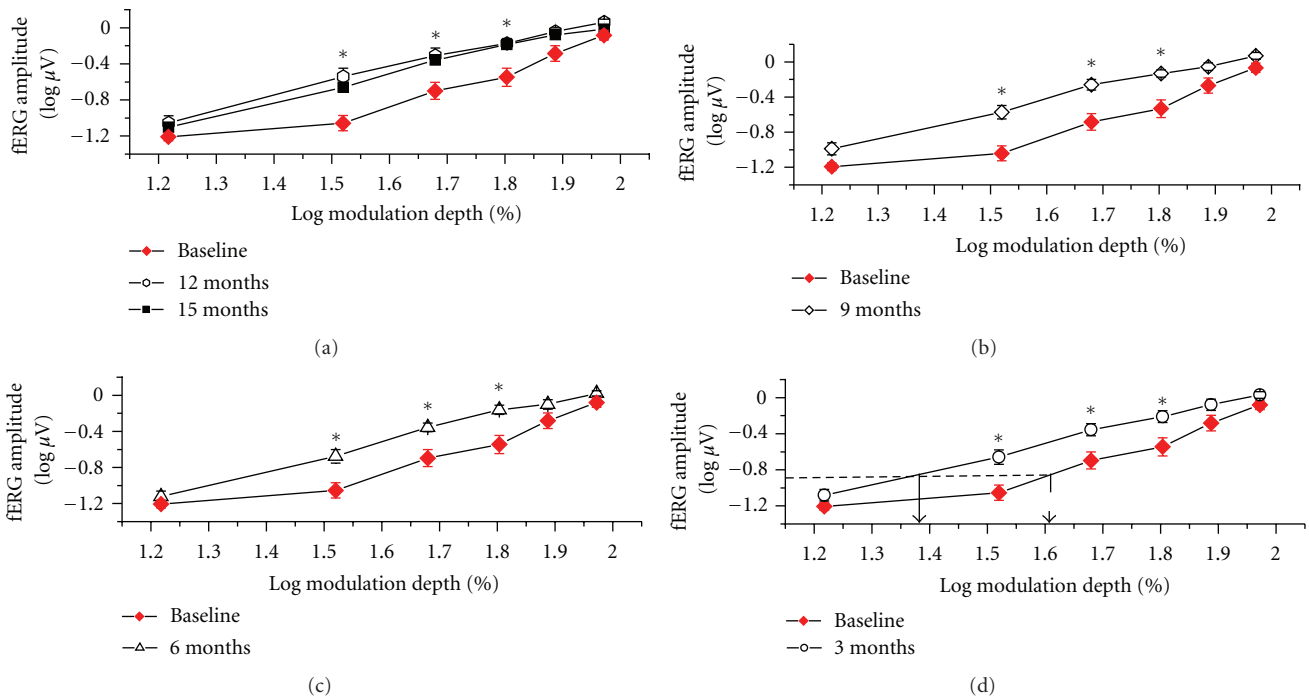 fERG amplitude
(log μV)
0
−0.4
−0.8
−1.2
* * *
1.2 1.3 1.4 1.5 1.6 1.7 1.8 1.9 2
Log modulation depth (%)
Baseline
12 months
15 months
(a)
fERG amplitude
(log μV)
0
−0.4
−0.8
−1.2
* * *
1.2 1.3 1.4 1.5 1.6 1.7 1.8 1.9 2
Log modulation depth (%)
Baseline
9 months
(b)
fERG amplitude
(log μV)
0
−0.4
−0.8
−1.2
* * *
1.2 1.3 1.4 1.5 1.6 1.7 1.8 1.9 2
Log modulation depth (%)
Baseline
6 months
(c)
fERG amplitude
(log μV)
0
−0.4
−0.8
−1.2
* * *
1.2 1.3 1.4 1.5 1.6 1.7 1.8 1.9 2
Log modulation depth (%)
Baseline
3 months
(d)